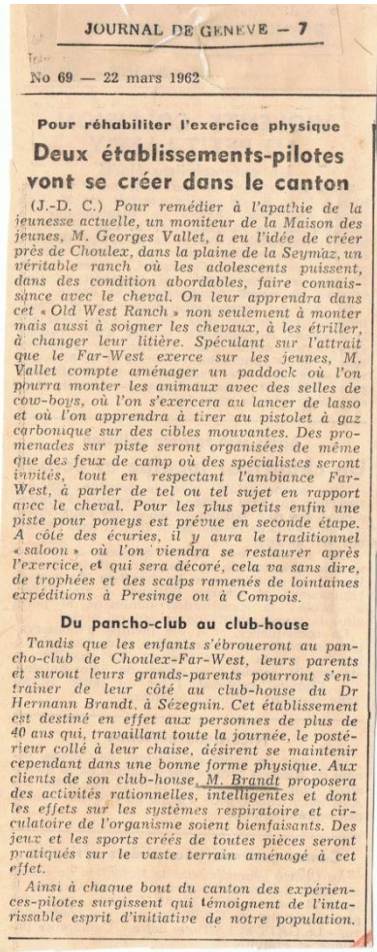 JOURNAL DE GENEVE — 7
No 69 — 22 mars 1962
Pour réhabiliter l'exercice physique
Deux établissements-pilotes
vont se créer dans le canton
(J.-D. C.) Pour remédier à l'apathie de la
jeunesse actuelle, un moniteur de la Maison des
jeunes, M. Georges Vallet, a eu l'idée de créer
près de Choulex, dans la plaine de la Seymaz, un
véritable ranch où les adolescents puissent,
dans des condition abordables, faire connais-
sance avec le cheval. On leur apprendra dans
cet « Old West Ranch » non seulement à monter
mais aussi à soigner les chevaux, à les étriller,
à changer leur litière. Spéculant sur l'attrait
que le Far-West exerce sur les jeunes, M.
Vallet compte aménager un paddock où l'on
pourra monter les animaux avec des selles de
cow-boys, où l'on s'exercera au lancer de lasso
et où l'on apprendra à tirer au pistolet à gaz
carbonique sur des cibles mouvantes. Des pro-
menades sur piste seront organisées de même
que des feux de camp où des spécialistes seront
invités, tout en respectant l'ambiance Far-
West, à parler de tel ou tel sujet en rapport
avec le cheval. Pour les plus petits enfin une
piste pour poneys est prévue en seconde étape.
A côté des écuries, il y aura le traditionnel
« saloon » où l'on viendra se restaurer après
l'exercice, et qui sera décoré, cela va sans dire,
de trophées et des scalps ramenés de lointaines
expéditions à Presinge ou à Compois.
Du pancho-club au club-house
Tandis que les enfants s'ébroueront au pan-
cho-club de Choulex-Far-West, leurs parents
et surout leurs grands-parents pourront s'en-
trainer de leur côté au club-house du Dr
Hermann Brandt, à Sézegnin. Cet établissement
est destiné en effet aux personnes de plus de
40 ans qui, travaillant toute la journée, le posté-
rieur collé à leur chaise, désirent se maintenir
cependant dans une bonne forme physique. Aux
clients de son club-house, M. Brandt proposera
des activités rationnelles, intelligentes et dont
les effets sur les systèmes respiratoire et cir-
culatoire de l'organisme soient bienfaisants. Des
jeux et les sports créés de toutes pièces seront
pratiqués sur le vaste terrain aménagé à cet
effet.
Ainsi à chaque bout du canton des expérien-
ces-pilotes surgissent qui témoignent de l'inta-
rissable esprit d'initiative de notre population.